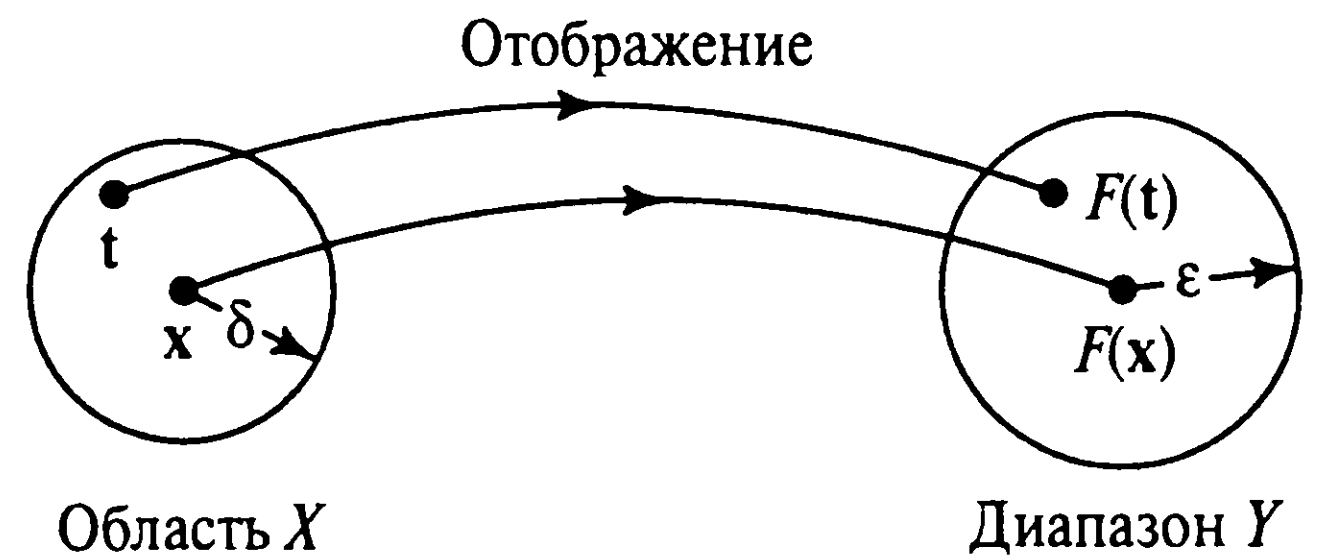 Отображение
t
F(t)
x
δ
ε
F(x)
Область X
Диапазон Y